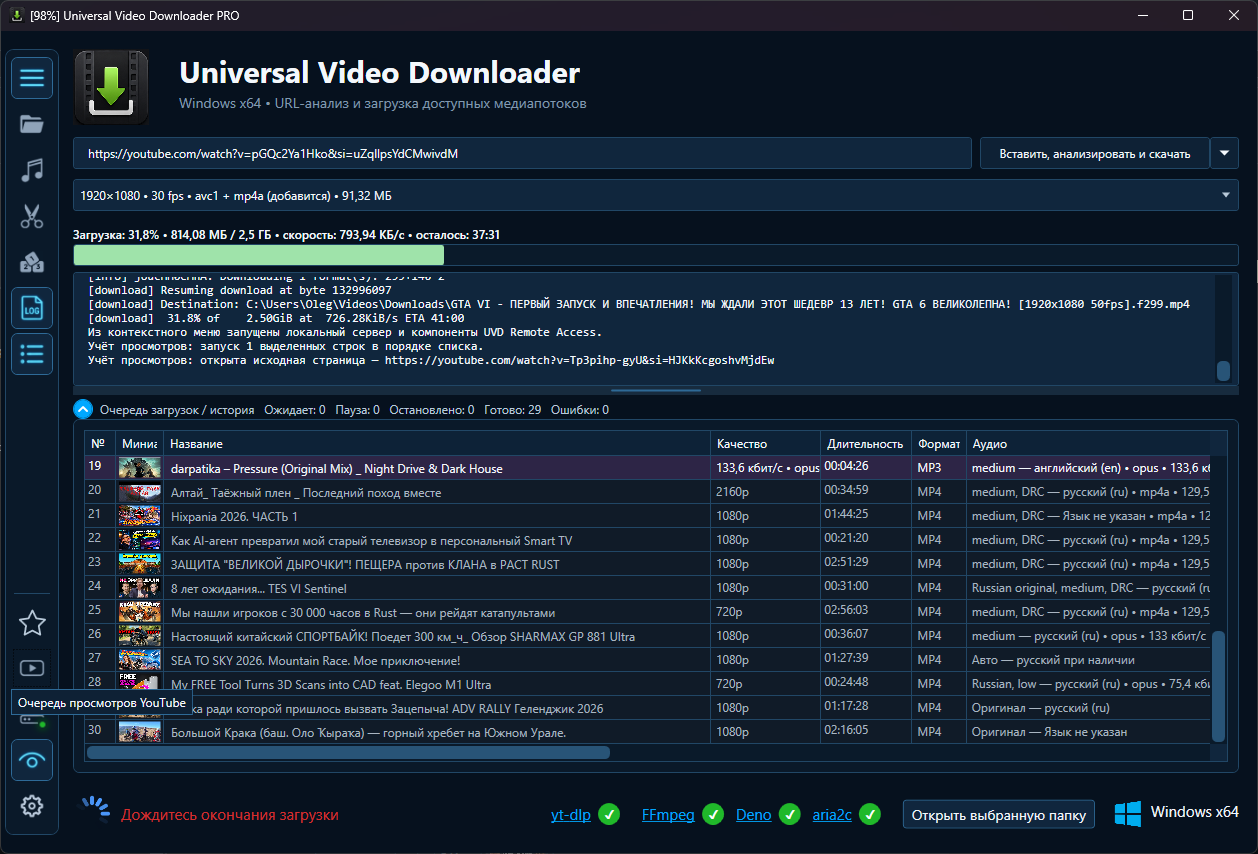 [98%] Universal Video Downloader PRO
Universal Video Downloader
Windows x64 • URL-анализ и загрузка доступных медиапотоков
https://youtube.com/watch?v=pGQc2Ya1Hko&si=uZqllpsYdCMwivdM
Вставить, анализировать и скачать
1920×1080 • 30 fps • avc1 + mp4a (добавится) • 91,32 МБ
Загрузка: 31,8% • 814,08 МБ / 2,5 ГБ • скорость: 793,94 КБ/с • осталось: 37:31
[download] Resuming download at byte 132996097
[download] Destination: C:\Users\Oleg\Videos\Downloads\GTA VI - ПЕРВЫЙ ЗАПУСК И ВПЕЧАТЛЕНИЯ! МЫ ЖДАЛИ ЭТОТ ШЕДЕВР 13 ЛЕТ! GTA 6 ВЕЛИКОЛЕПНА! [1920x1080 50fps].f299.mp4
[download] 31.8% of 2.50GiB at 726.28KiB/s ETA 41:00
Из контекстного меню запущены локальный сервер и компоненты UVD Remote Access.
Учёт просмотров: запуск 1 выделенных строк в порядке списка.
Учёт просмотров: открыта исходная страница — https://youtube.com/watch?v=Tp3pihp-gyU&si=HJKkKcgoshvMjdEw
LOG
Очередь загрузок / история Ожидает: 0 Пауза: 0 Остановлено: 0 Готово: 29 Ошибки: 0
№ Миниа Название Качество Длительность Формат Аудио
19 darpatika – Pressure (Original Mix) _ Night Drive & Dark House 133,6 кбит/с • opus 00:04:26 MP3 medium — английский (en) • opus • 133,6 кб
20 Алтай_ Таёжный плен _ Последний поход вместе 2160p 00:34:59 MP4 medium, DRC — русский (ru) • mp4a • 129,5
21 Hixpania 2026. ЧАСТЬ 1 1080p 01:44:25 MP4 medium, DRC — Язык не указан • mp4a • 12
22 Как AI-агент превратил мой старый телевизор в персональный Smart TV 1080p 00:21:20 MP4 medium, DRC — русский (ru) • mp4a • 129,5
23 ЗАЩИТА "ВЕЛИКОЙ ДЫРОЧКИ"! ПЕЩЕРА против КЛАНА в РАСТ RUST 1080p 02:51:29 MP4 medium, DRC — русский (ru) • mp4a • 129,5
24 8 лет ожидания... TES VI Sentinel 1080p 00:31:00 MP4 Russian original, medium, DRC — русский (ru
25 Мы нашли игроков с 30 000 часов в Rust — они рейдят катапультами 720p 02:56:03 MP4 medium, DRC — русский (ru) • mp4a • 129,5
26 Настоящий китайский СПОРТБАЙК! Поедет 300 км_ч_ Обзор SHARMAX GP 881 Ultra 1080p 00:36:07 MP4 medium — русский (ru) • opus • 133 кбит/с
27 SEA TO SKY 2026. Mountain Race. Мое приключение! 1080p 01:27:39 MP4 Авто — русский при наличии
28 FREE My FREE Tool Turns 3D Scans into CAD feat. Elegoo M1 Ultra 720p 00:24:48 MP4 Russian, low — русский (ru) • opus • 75,4 кби
Очередь просмотров YouTube
ка ради которой пришлось вызвать Зацепыча! ADV RALLY Геленджик 2026 1080p 01:17:28 MP4 Оригинал — русский (ru)
30 Большой Крака (баш. Оло Ҡыраҡа) — горный хребет на Южном Урале. 1080p 02:16:05 MP4 Оригинал — Язык не указан
Дождитесь окончания загрузки
yt-dlp FFmpeg Deno aria2c
Открыть выбранную папку
Windows x64